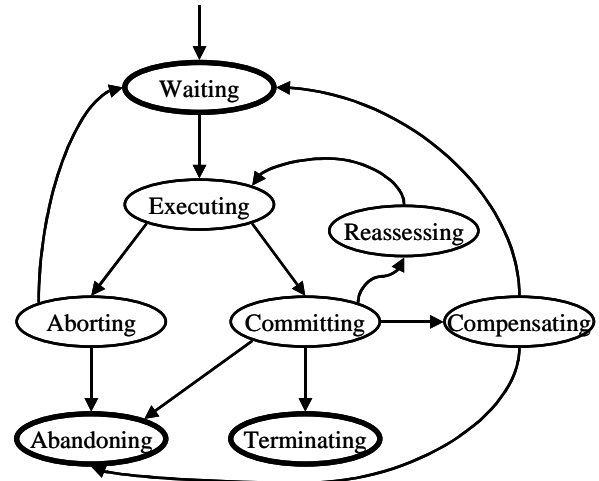 Waiting
Executing
Reassessing
Aborting
Committing
Compensating
Abandoning
Terminating